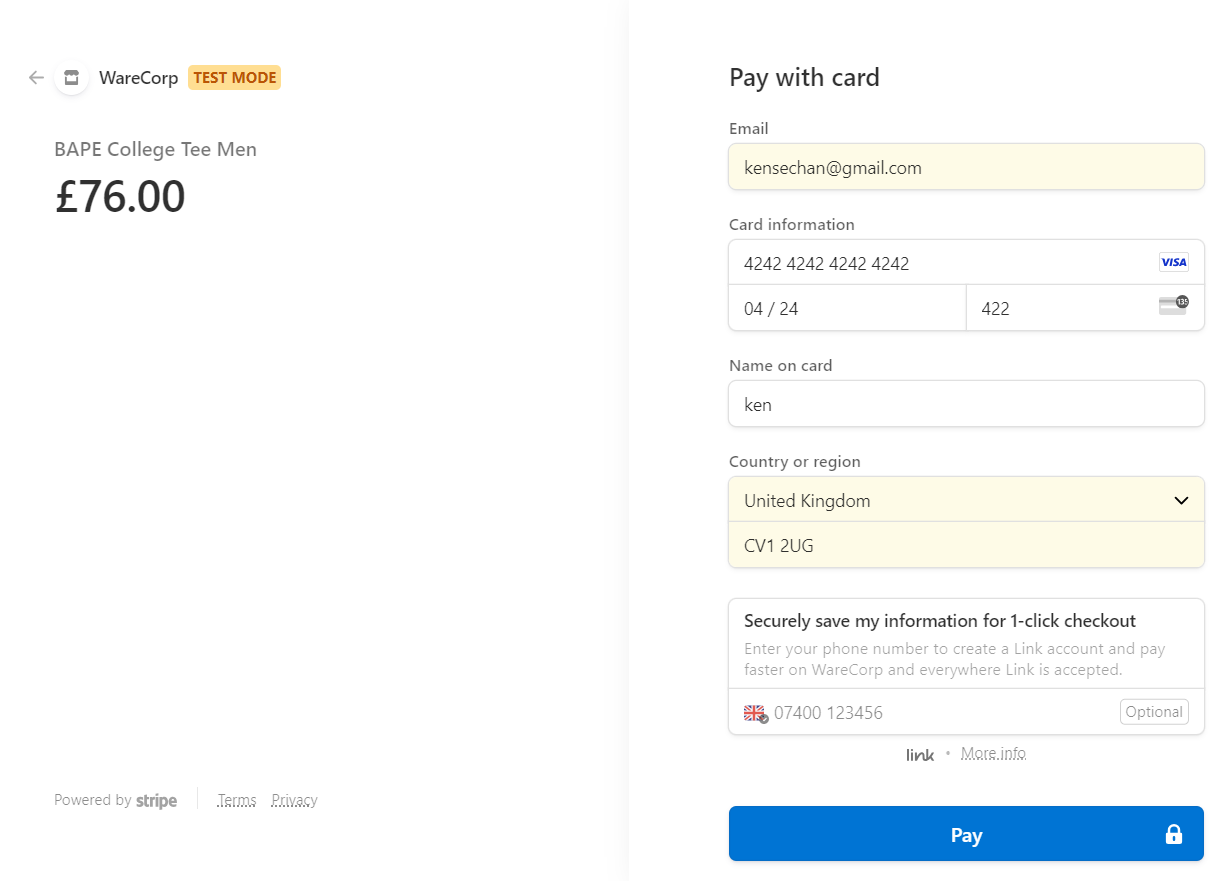 WareCorp TEST MODE
BAPE College Tee Men
£76.00
Powered by stripe Terms Privacy
Pay with card
Email
kensechan@gmail.com
Card information
4242 4242 4242 4242 VISA
04 / 24 422 135
Name on card
ken
Country or region
United Kingdom
CV1 2UG
Securely save my information for 1-click checkout
Enter your phone number to create a Link account and pay
faster on WareCorp and everywhere Link is accepted.
07400 123456 Optional
link • More info
Pay